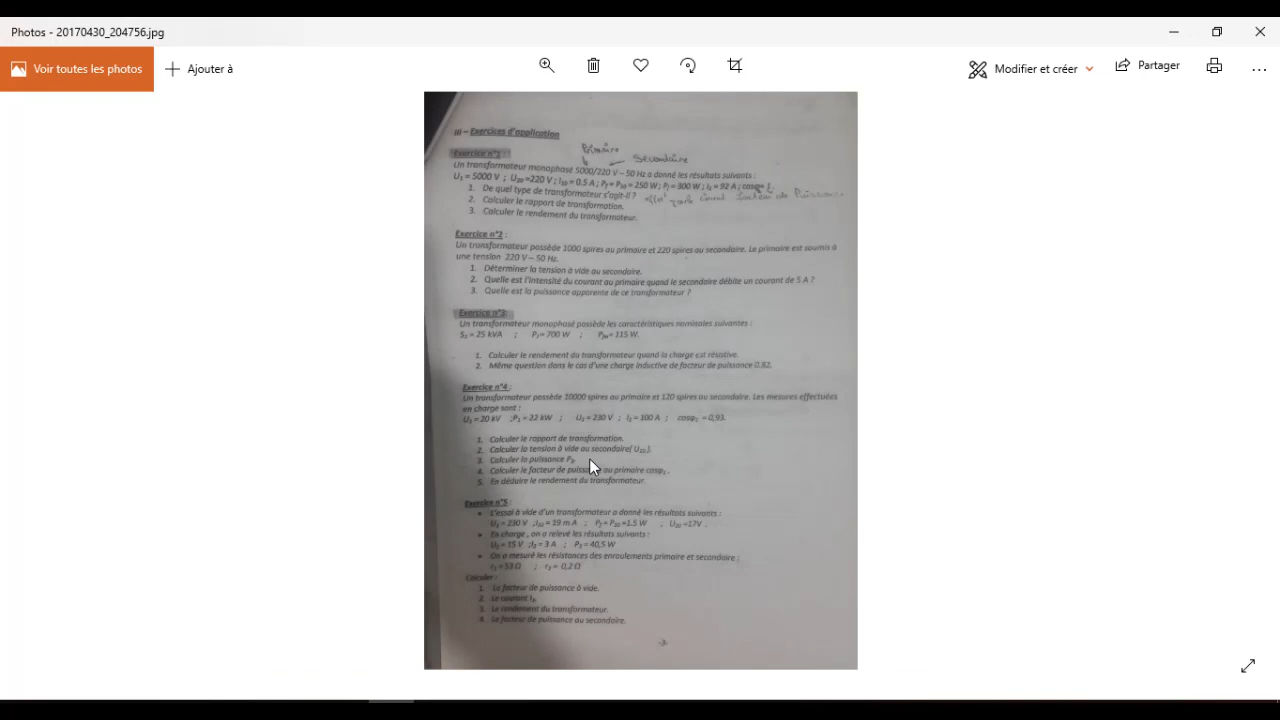 Photos - 20170430_204756.jpg
Voir toutes les photos
Ajouter à
Modifier et créer
Partager
III – Exercices d'application
Primaire
Secondaire
Exercice n°1 :
Un transformateur monophasé 5000/220 V – 50 Hz a donné les résultats suivants :
U₁ = 5000 V ; U₂₀ =220 V ; I₁₀ = 0.5 A ; Pf = P₁₀ = 250 W ; Pj = 300 W ; I₂ = 92 A ; cosφ= 1.
1. De quel type de transformateur s'agit-il ?
2. Calculer le rapport de transformation.
facteur de Puissance
3. Calculer le rendement du transformateur.
Exercice n°2 :
Un transformateur possède 1000 spires au primaire et 220 spires au secondaire. Le primaire est soumis à
une tension 220 V – 50 Hz.
1. Déterminer la tension à vide au secondaire.
2. Quelle est l'intensité du courant au primaire quand le secondaire débite un courant de 5 A ?
3. Quelle est la puissance apparente de ce transformateur ?
Exercice n°3:
Un transformateur monophasé possède les caractéristiques nominales suivantes :
= 25 kVA ; = 700 W ; = 115 W.
1. Calculer le rendement du transformateur quand la charge est résistive.
2. Même question dans le cas d'une charge inductive de facteur de puissance 0.82.
Exercice n°4 :
Un transformateur possède 10000 spires au primaire et 120 spires au secondaire. Les mesures effectuées
en charge sont :
U₁ = 20 kV ;P₁ = 22 kW ; = 230 V ; I₂ = 100 A ; = 0,93.
1. Calculer le rapport de transformation.
2. Calculer la tension à vide au secondaire( U₂₀).
3. Calculer la puissance P₂.
4. Calculer le facteur de puissance au primaire cosφ₁ .
5. En déduire le rendement du transformateur.
Exercice n°5 :
• L'essai à vide d'un transformateur a donné les résultats suivants :
U₁ = 230 V ;I₁₀ = 19 m A ; Pf = P₁₀ =1.5 W ; U₂₀ =17V .
• En charge , on a relevé les résultats suivants :
U₂ = 15 V ;I₂ = 3 A ; P₂ = 40,5 W
• On a mesuré les résistances des enroulements primaire et secondaire :
r₁ = 53 Ω ; r₂ = 0,2 Ω
Calculer :
1. Le facteur de puissance à vide.
2. Le courant
3. Le rendement du transformateur.
4. Le facteur de puissance au secondaire.
-3-